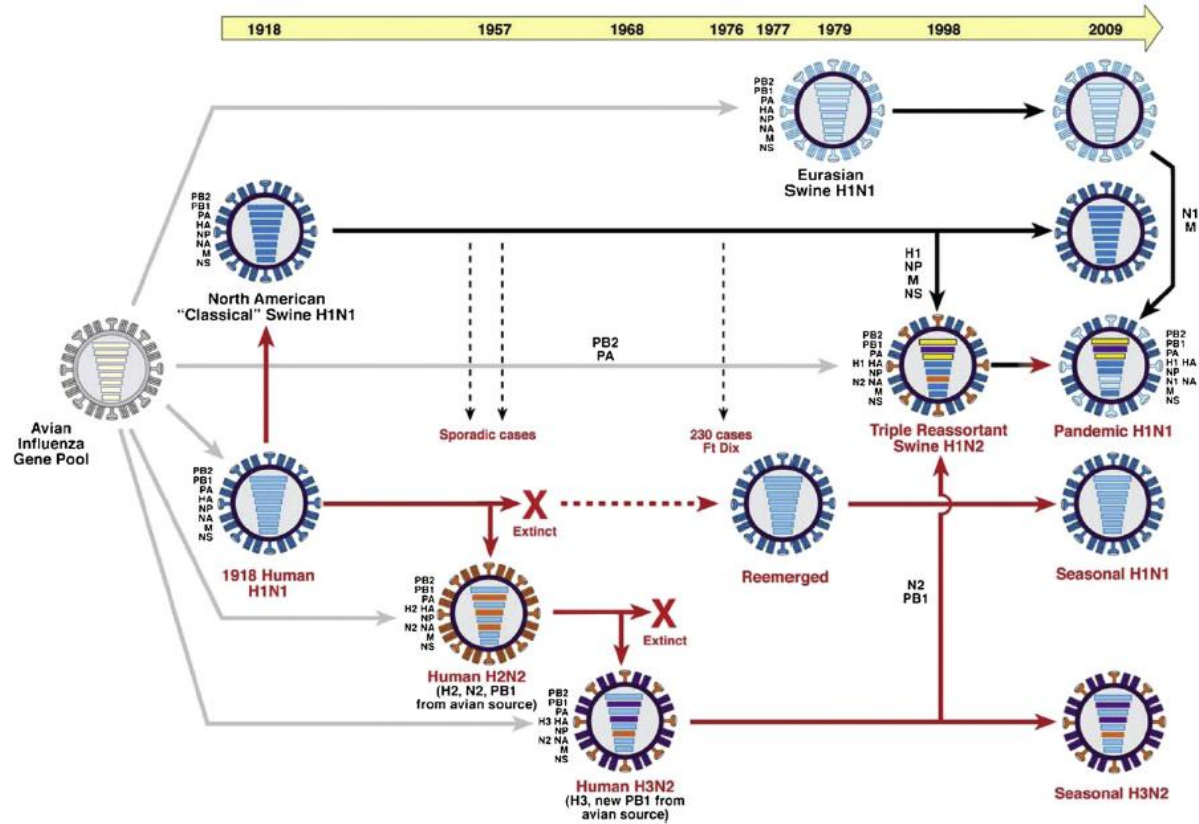 1918 1957 1968 1976 1977 1979 1998 2009
PB2
PB1
PA
HA
NP
NA
M
NS
Eurasian
Swine H1N1
PB2
PB1
PA
HA
NP
NA
M
NS
North American
“Classical” Swine H1N1
N1
M
H1
NP
M
NS
Avian
Influenza
Gene Pool
PB2
PA
Sporadic cases
230 cases
Ft Dix
PB2
PB1
PA
H1 HA
NP
N2 NA
M
NS
Triple Reassortant
Swine H1N2
PB2
PB1
PA
H1 HA
NP
N1 NA
M
NS
Pandemic H1N1
PB2
PB1
PA
HA
NP
NA
M
NS
1918 Human
H1N1
X
Extinct
Reemerged
Seasonal H1N1
PB2
PB1
PA
H2 HA
NP
N2 NA
M
NS
Human H2N2
(H2, N2, PB1
from avian source)
X
Extinct
N2
PB1
PB2
PB1
PA
H3 HA
NP
N2 NA
M
NS
Human H3N2
(H3, new PB1 from
avian source)
Seasonal H3N2